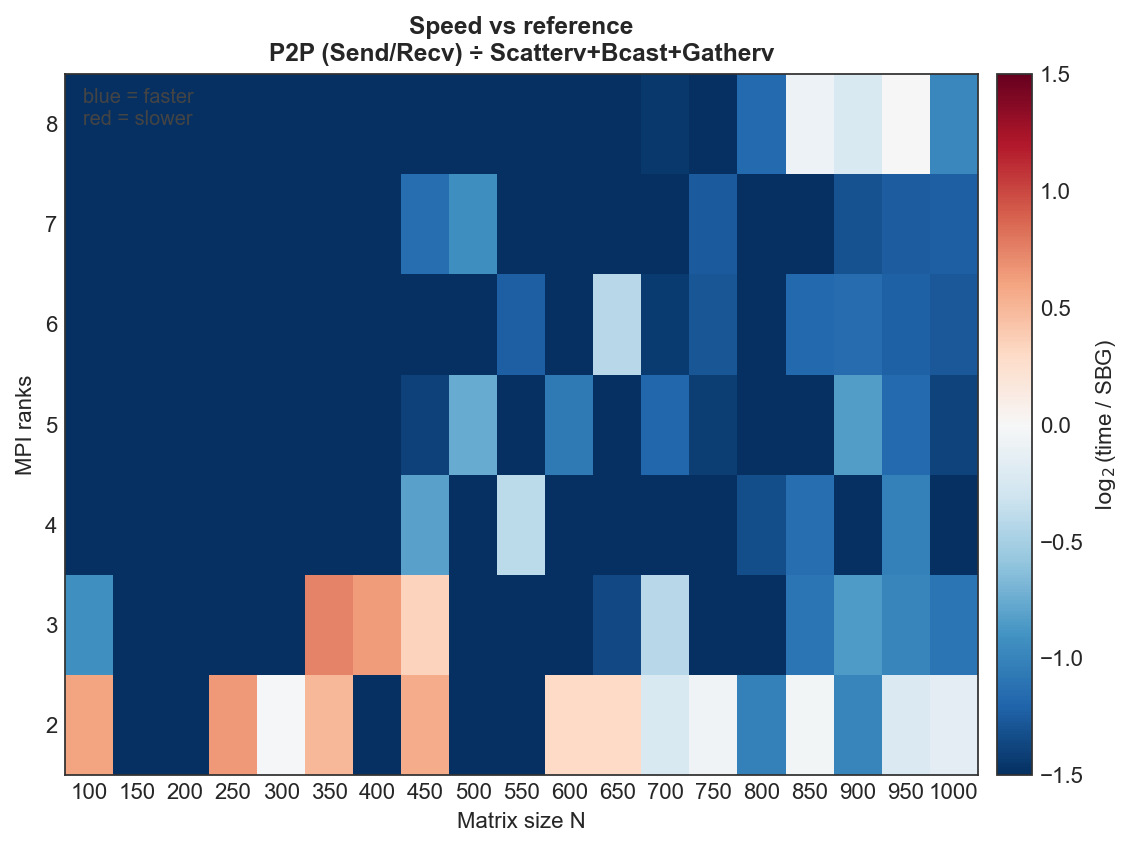 Speed vs reference
P2P (Send/Recv) ÷ Scatterv+Bcast+Gatherv
blue = faster
red = slower
8
7
6
5
4
3
2
MPI ranks
100 150 200 250 300 350 400 450 500 550 600 650 700 750 800 850 900 950 1000
Matrix size N
1.5
1.0
0.5
0.0
−0.5
−1.0
−1.5
log₂(time / SBG)